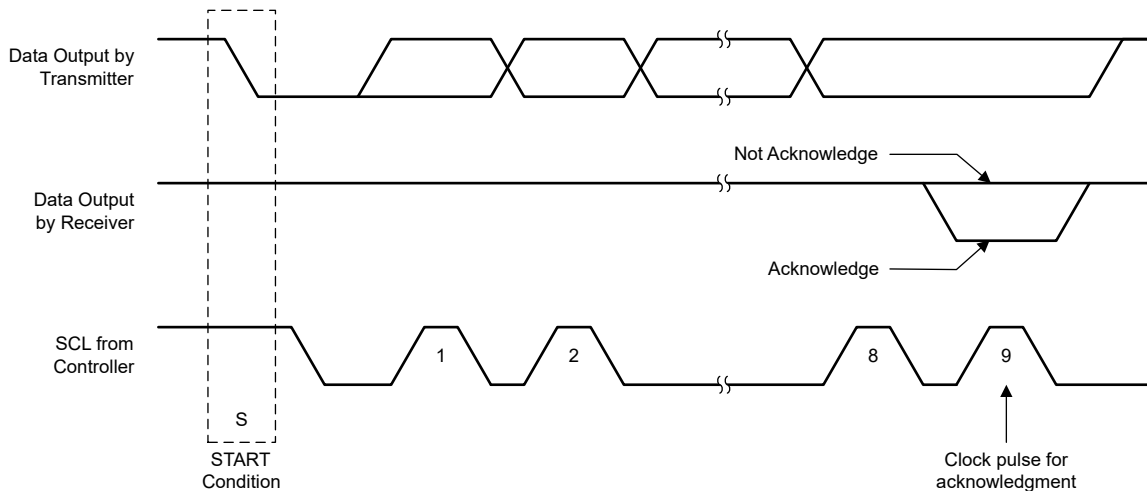 Data Output by
Transmitter
Not Acknowledge
Data Output
by Receiver
Acknowledge
SCL from
Controller
1
2
8
9
S
START
Condition
Clock pulse for
acknowledgment